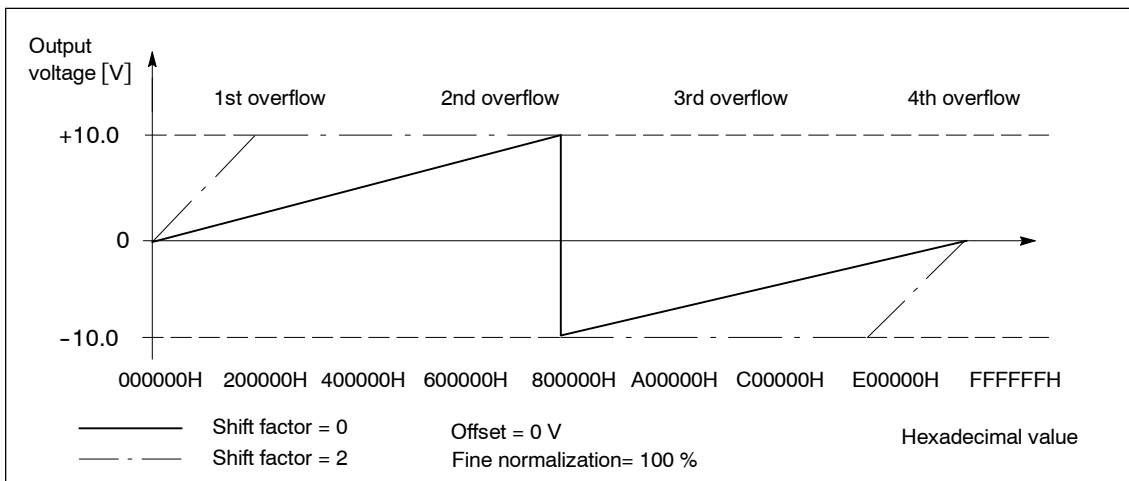 Output
voltage [V]
1st overflow 2nd overflow 3rd overflow 4th overflow
+10.0
0
-10.0
000000H 200000H 400000H 600000H 800000H A00000H C00000H E00000H FFFFFFH
Shift factor = 0 Offset = 0 V Hexadecimal value
Shift factor = 2 Fine normalization= 100 %